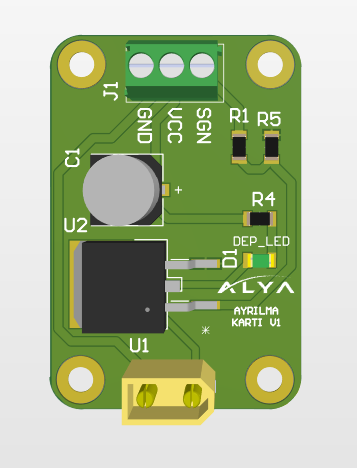 J1
GND
VCC
SGN
R1
R5
C1
+
R4
U2
DEP_LED
D1
ALYA
AYRILMA
KARTI V1
*
U1